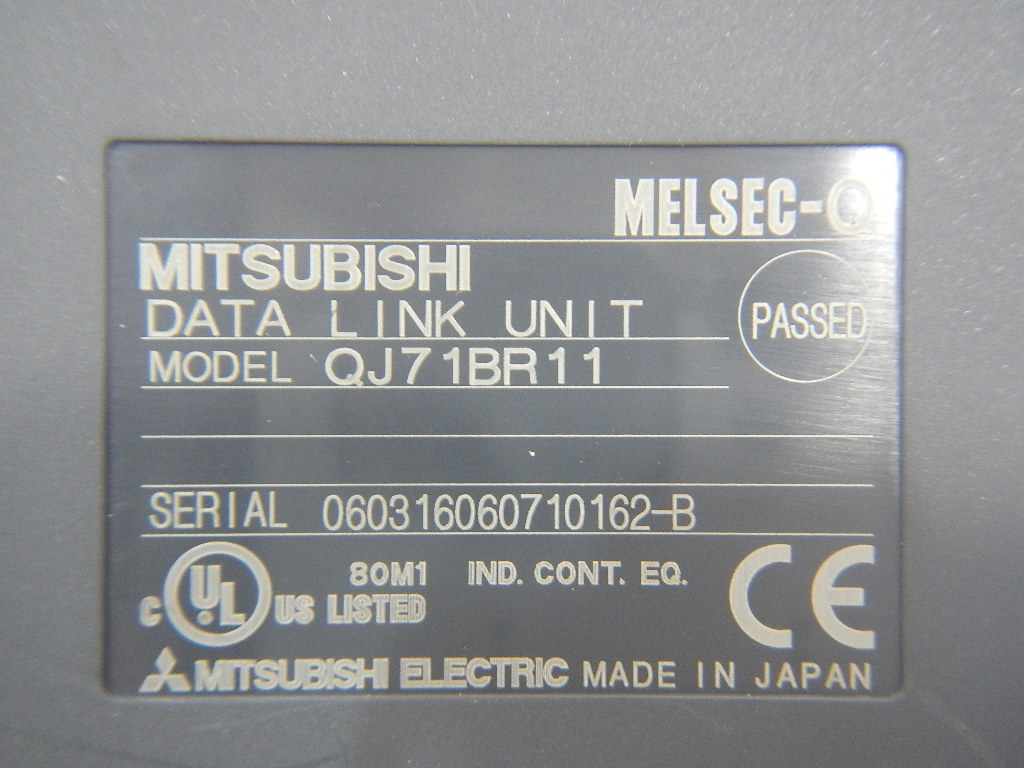 MELSEC-Q
MITSUBISHI
DATA LINK UNIT
PASSED
MODEL QJ71BR11
SERIAL 060316060710162-B
C UL US LISTED 80M1 IND. CONT. EQ. CE
MITSUBISHI ELECTRIC MADE IN JAPAN